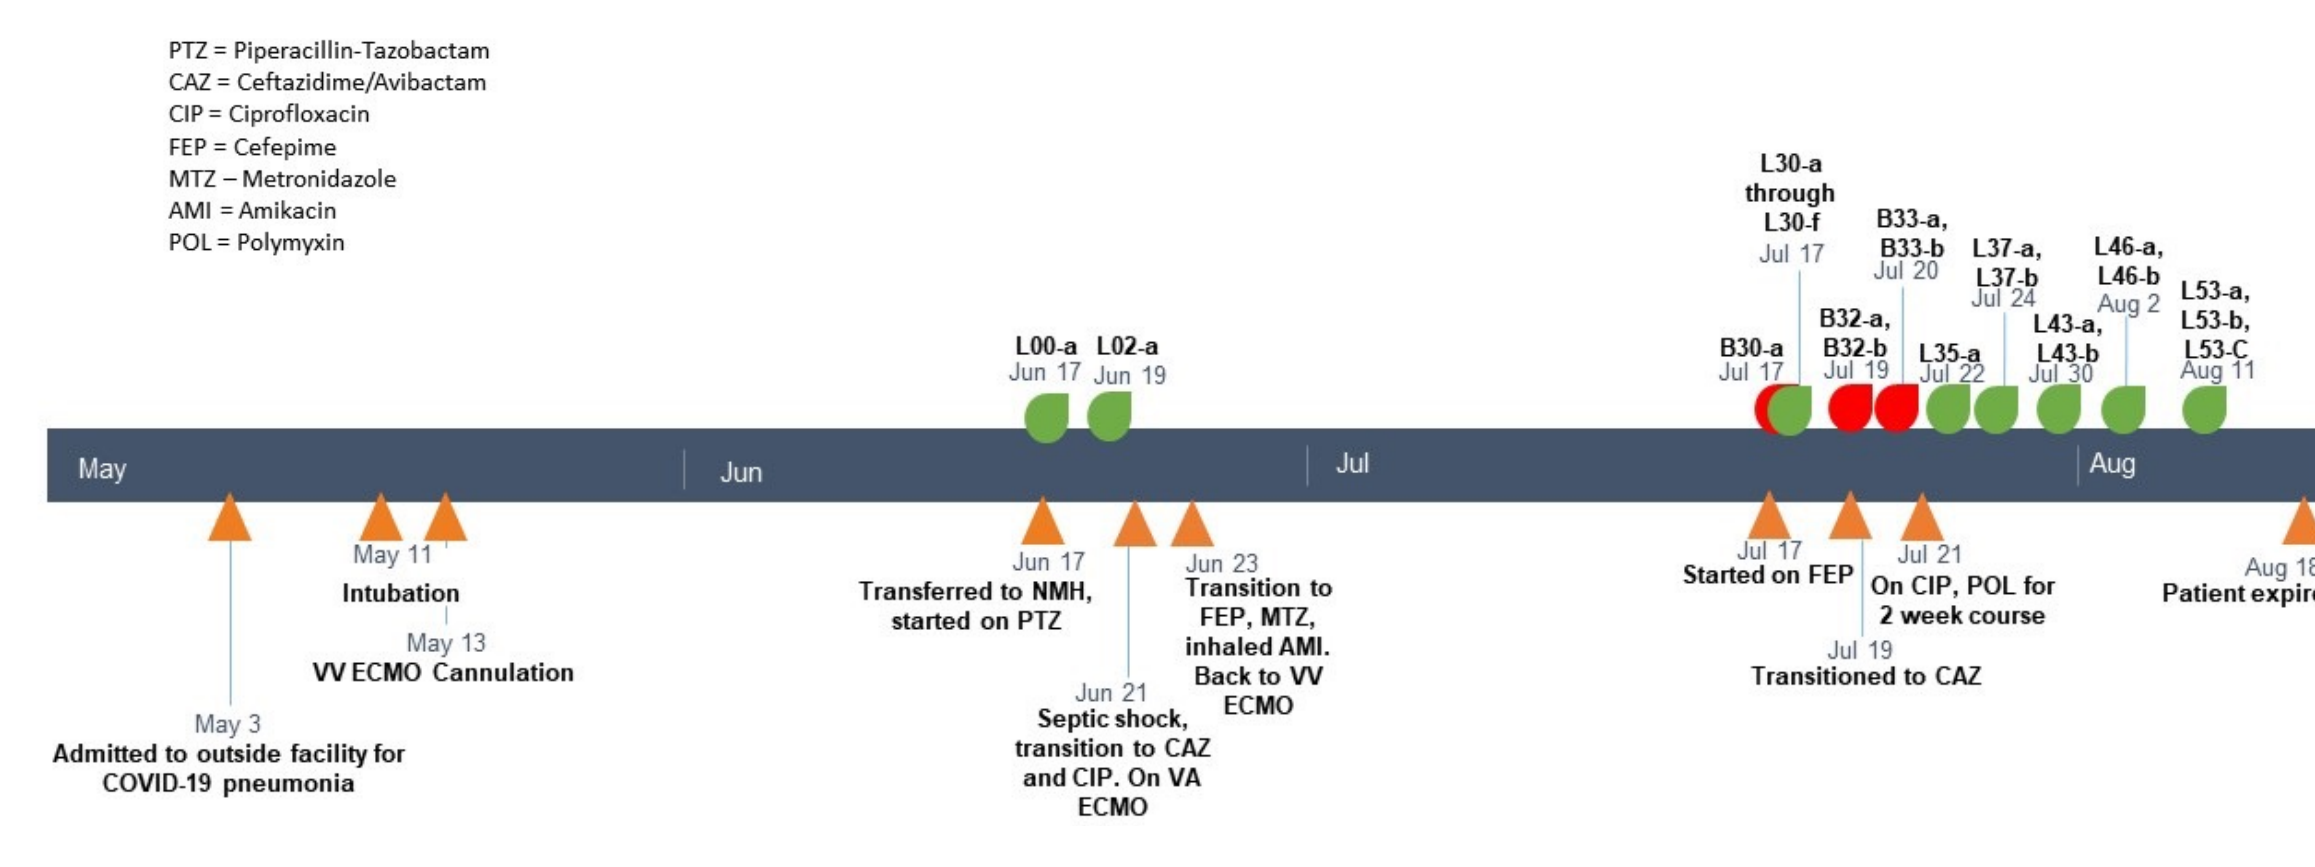 PTZ = Piperacillin-Tazobactam
CAZ = Ceftazidime/Avibactam
CIP = Ciprofloxacin
FEP = Cefepime
MTZ – Metronidazole
AMI = Amikacin
POL = Polymyxin
L00-a
Jun 17
L02-a
Jun 19
B30-a
Jul 17
L30-a
through
L30-f
Jul 17
B32-a,
B32-b
Jul 19
B33-a,
B33-b
Jul 20
L35-a
Jul 22
L37-a,
L37-b
Jul 24
L43-a,
L43-b
Jul 30
L46-a,
L46-b
Aug 2
L53-a,
L53-b,
L53-C
Aug 11
May
Jun
Jul
Aug
May 3
Admitted to outside facility for
COVID-19 pneumonia
May 11
Intubation
May 13
VV ECMO Cannulation
Jun 17
Transferred to NMH,
started on PTZ
Jun 21
Septic shock,
transition to CAZ
and CIP. On VA
ECMO
Jun 23
Transition to
FEP, MTZ,
inhaled AMI.
Back to VV
ECMO
Jul 17
Started on FEP
Jul 19
Transitioned to CAZ
Jul 21
On CIP, POL for
2 week course
Aug 18
Patient expire